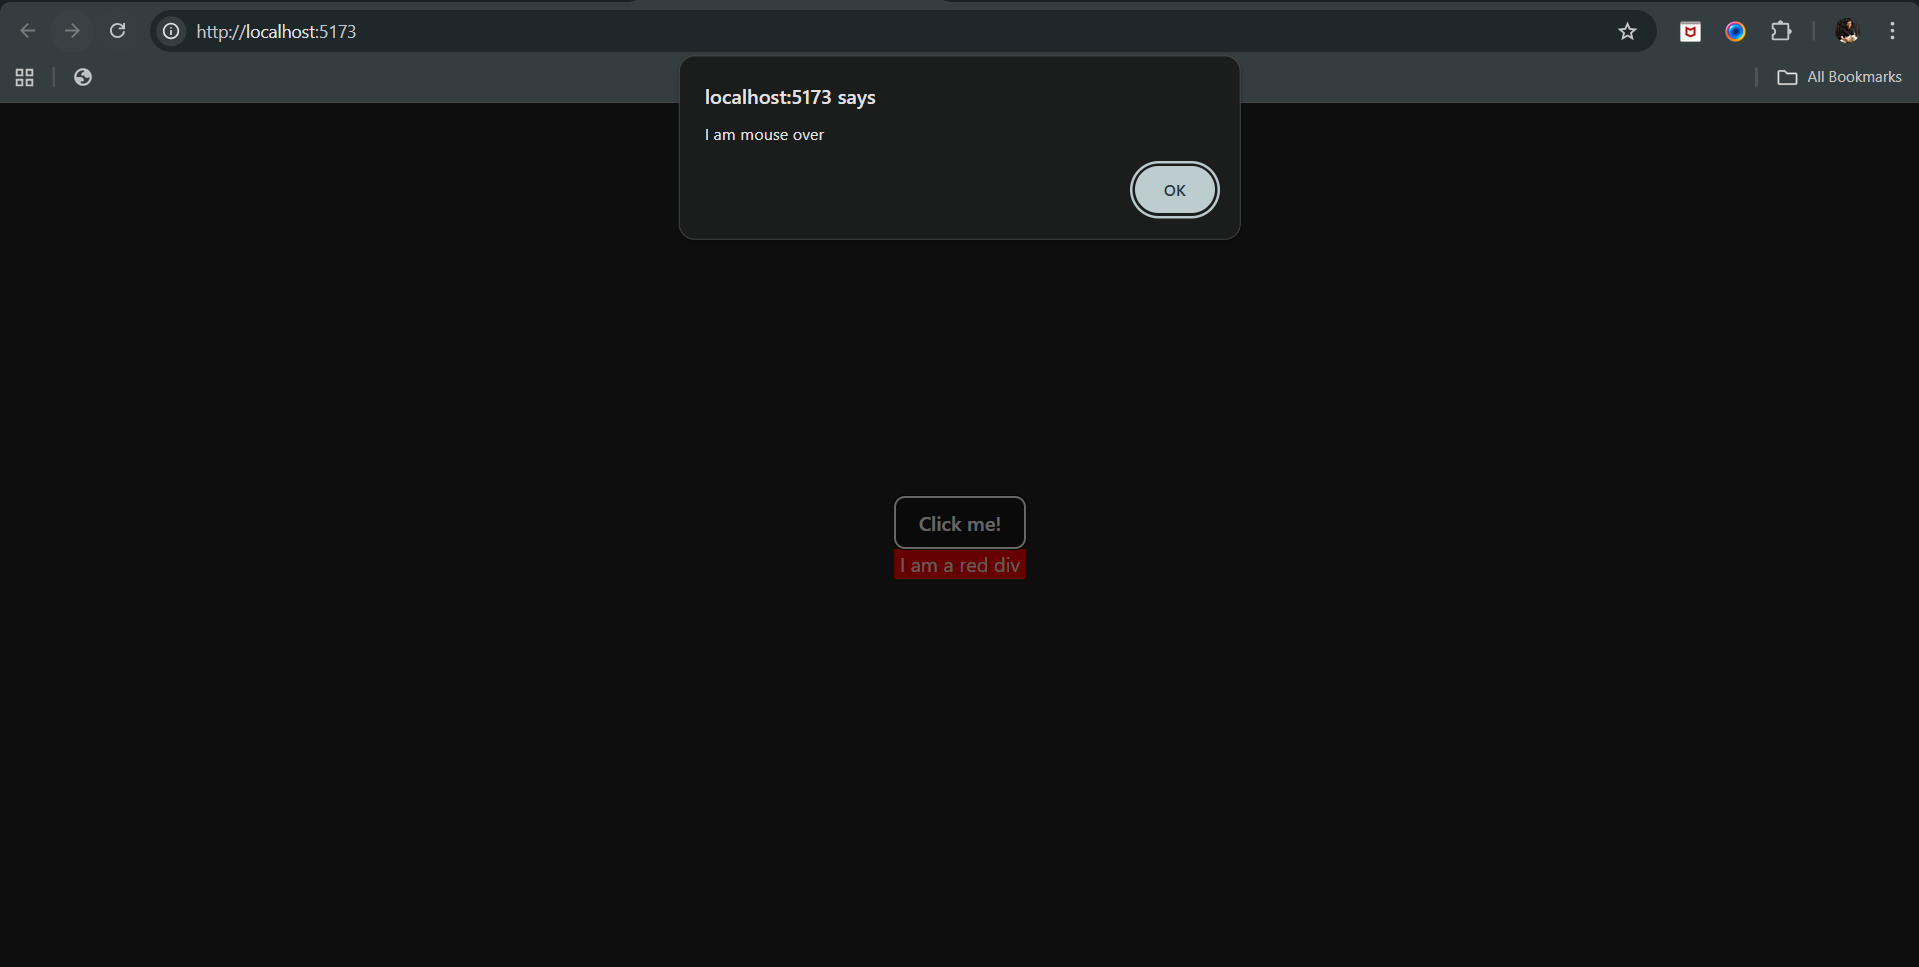 http://localhost:5173
All Bookmarks
localhost:5173 says
I am mouse over
OK
Click me!
I am a red div